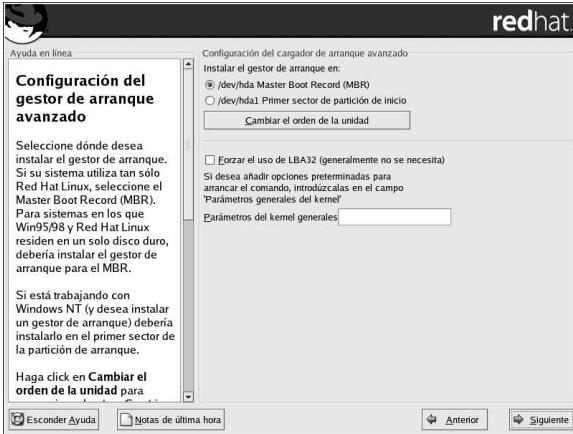 redhat.
Ayuda en línea
Configuración del
gestor de arranque
avanzado
Seleccione dónde desea
instalar el gestor de arranque.
Si su sistema utiliza tan sólo
Red Hat Linux, seleccione el
Master Boot Record (MBR).
Para sistemas en los que
Win95/98 y Red Hat Linux
residen en un solo disco duro,
debería instalar el gestor de
arranque para el MBR.
Si está trabajando con
Windows NT (y desea instalar
un gestor de arranque) debería
instalarlo en el primer sector de
la partición de arranque.
Haga click en Cambiar el
orden de la unidad para
Configuración del cargador de arranque avanzado
Instalar el gestor de arranque en:
/dev/hda Master Boot Record (MBR)
/dev/hda1 Primer sector de partición de inicio
Cambiar el orden de la unidad
Forzar el uso de LBA32 (generalmente no se necesita)
Si desea añadir opciones preterminadas para
arrancar el comando, introdúzcalas en el campo
'Parámetros del kernel generales'
Parámetros del kernel generales
Esconder Ayuda
Notas de última hora
Anterior
Siguiente